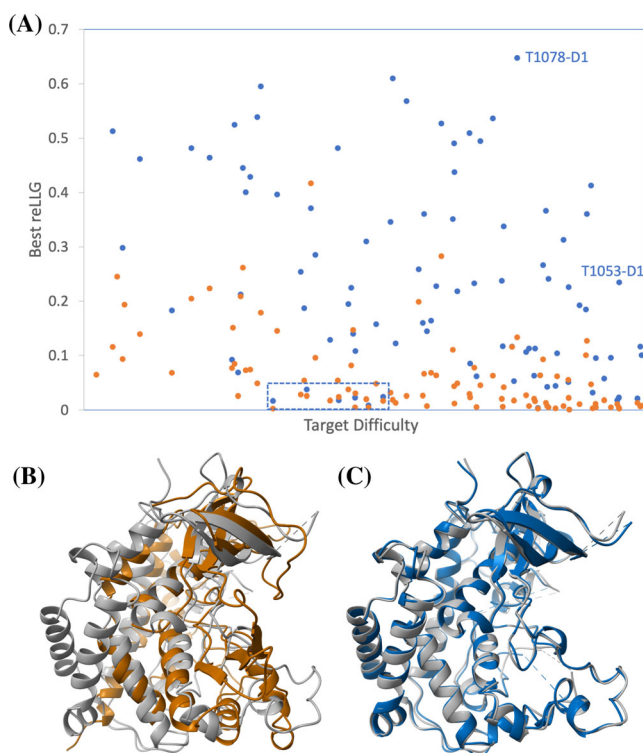 (A)
0.7
T1078-D1
0.6
0.5
0.4
Best reLLG
0.3
T1053-D1
0.2
0.1
0
Target Difficulty
(B)
(C)